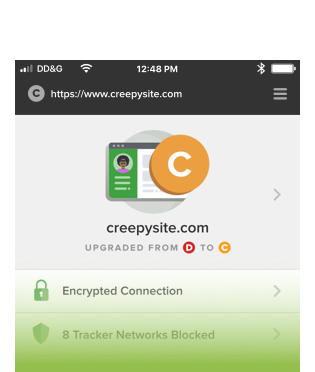 DD&G 12:48 PM
C https://www.creepysite.com
C
creepysite.com
UPGRADED FROM D TO C
Encrypted Connection
8 Tracker Networks Blocked